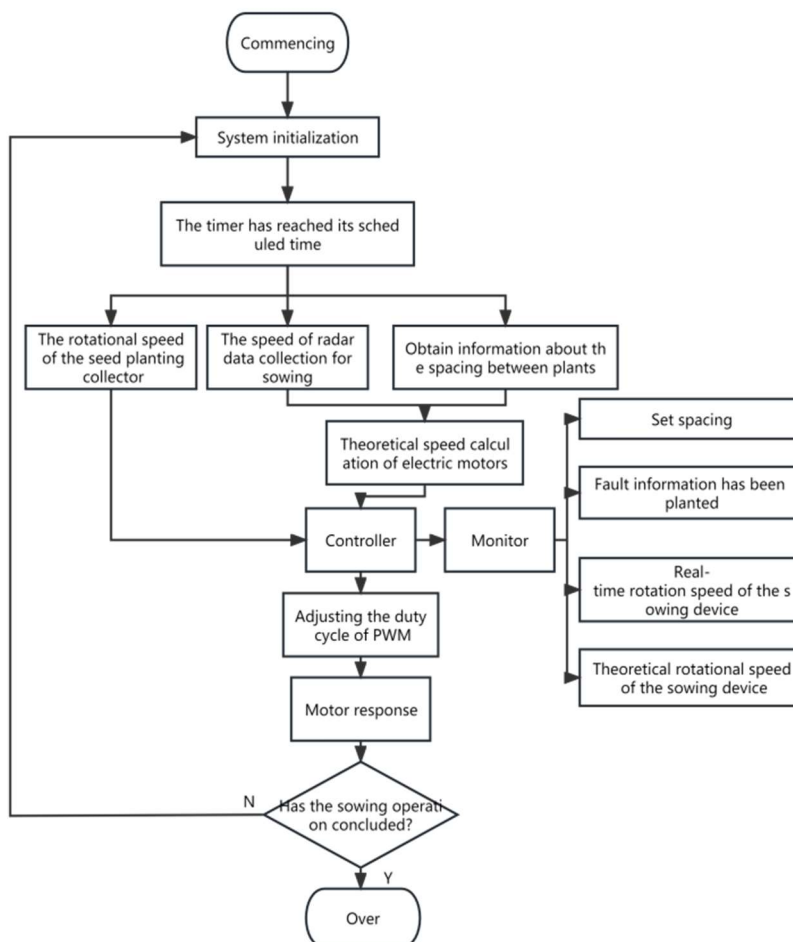 Commencing
System initialization
The timer has reached its sched
uled time
The rotational speed
of the seed planting
collector
The speed of radar
data collection for
sowing
Obtain information about th
e spacing between plants
Theoretical speed calcul
ation of electric motors
Set spacing
Fault information has been
planted
Controller
Monitor
Real-
time rotation speed of the s
owing device
Adjusting the duty
cycle of PWM
Theoretical rotational speed
of the sowing device
Motor response
N
Has the sowing operati
on concluded?
Y
Over